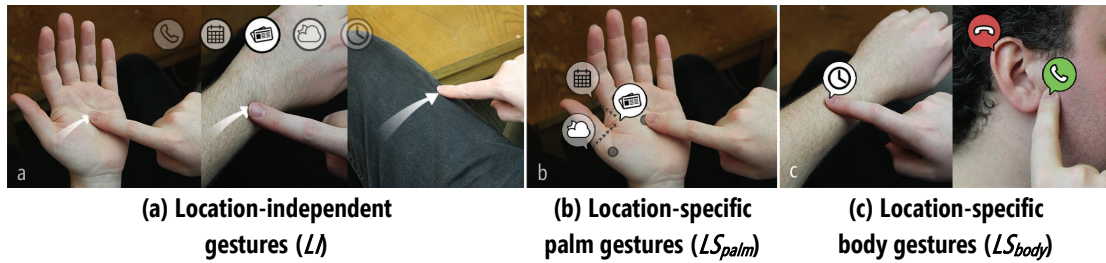 a
b
c
(a) Location-independent
gestures (LI)
(b) Location-specific
palm gestures (LSpalm)
(c) Location-specific
body gestures (LSbody)